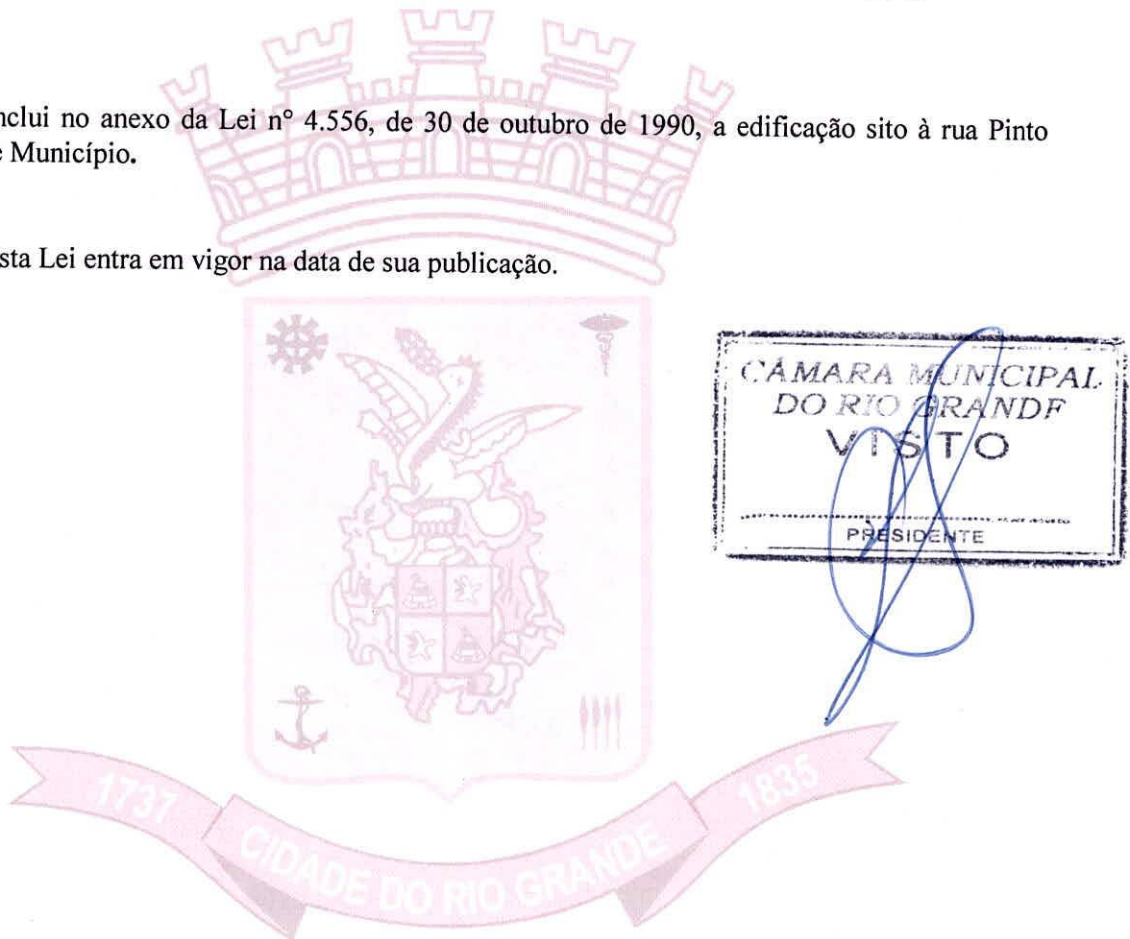 nclui no anexo da Lei nº 4.556, de 30 de outubro de 1990, a edificação sito à rua Pinto
e Município.
sta Lei entra em vigor na data de sua publicação.
CÂMARA MUNICIPAL
DO RIO GRANDE
VISTO
PRESIDENTE
1737
CIDADE DO RIO GRANDE
1835